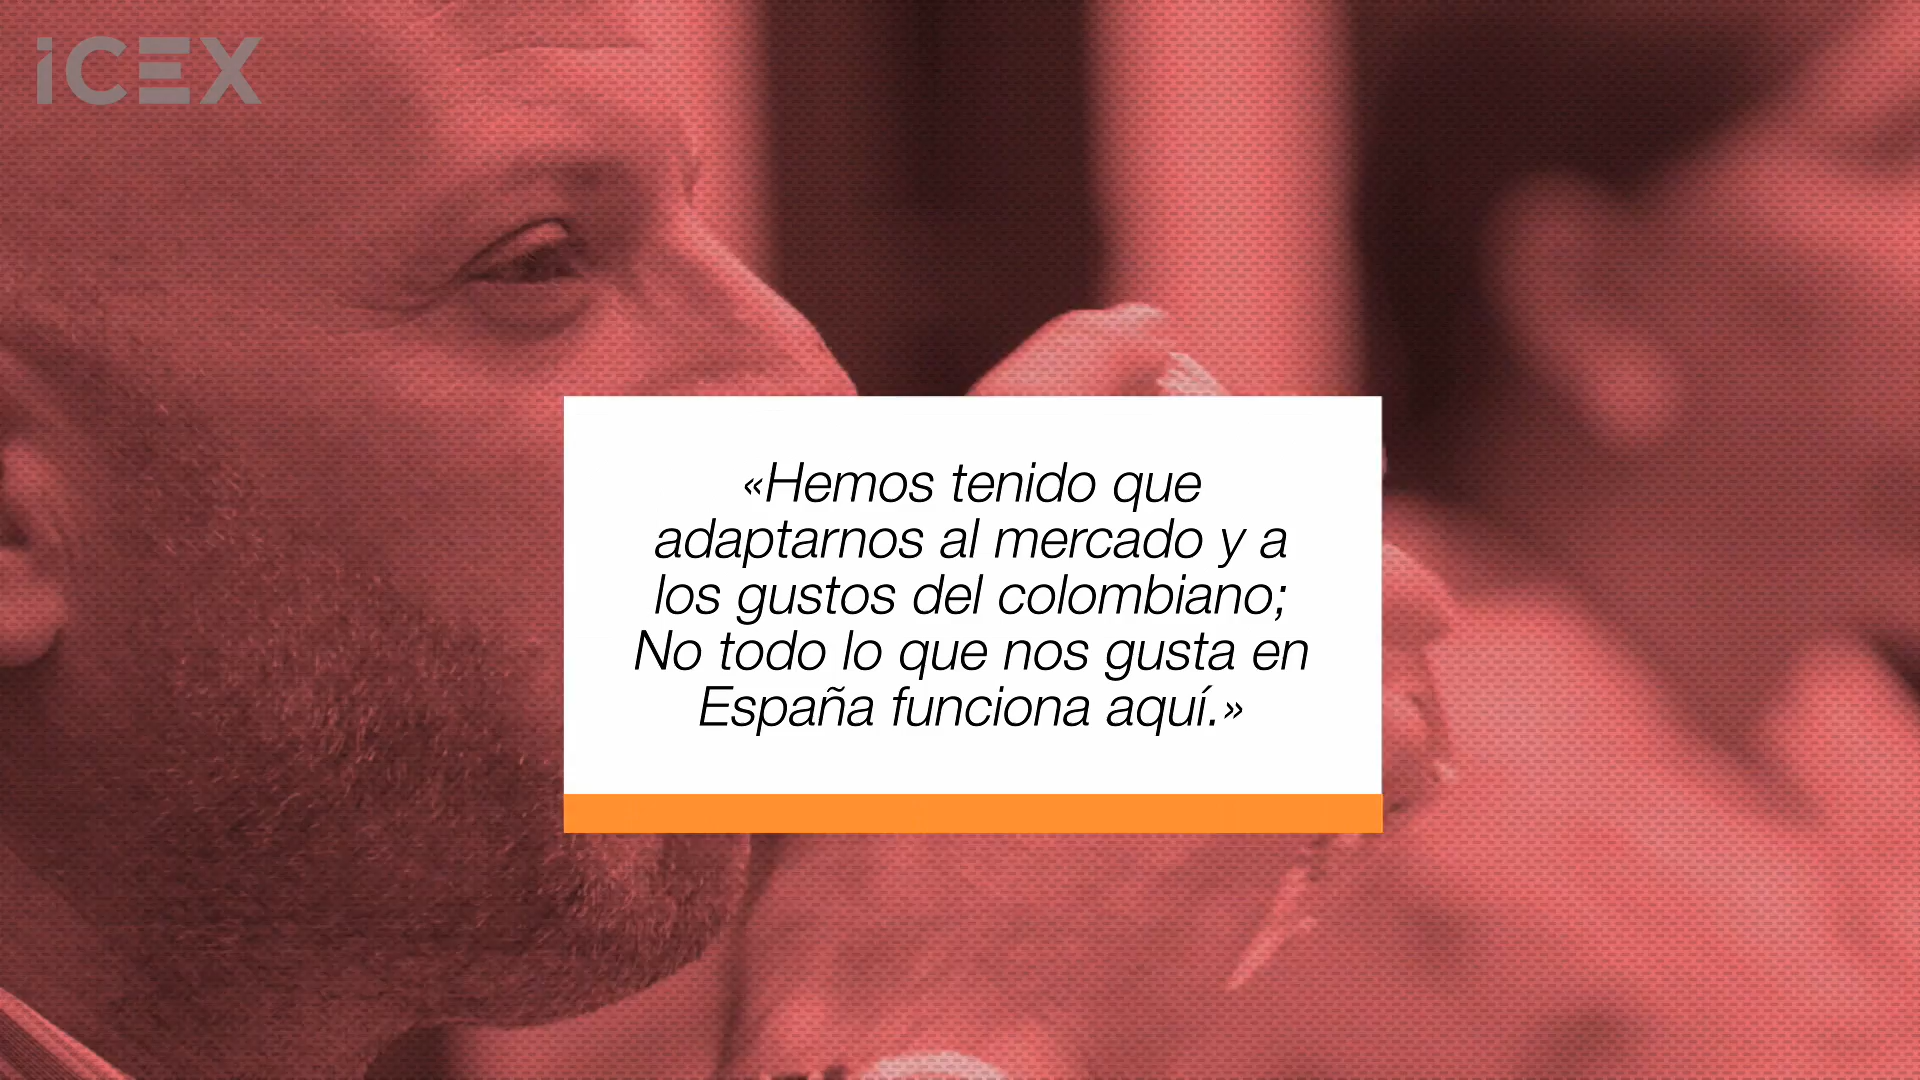 iCEX
«Hemos tenido que
adaptarnos al mercado y a
los gustos del colombiano;
No todo lo que nos gusta en
España funciona aquí.»